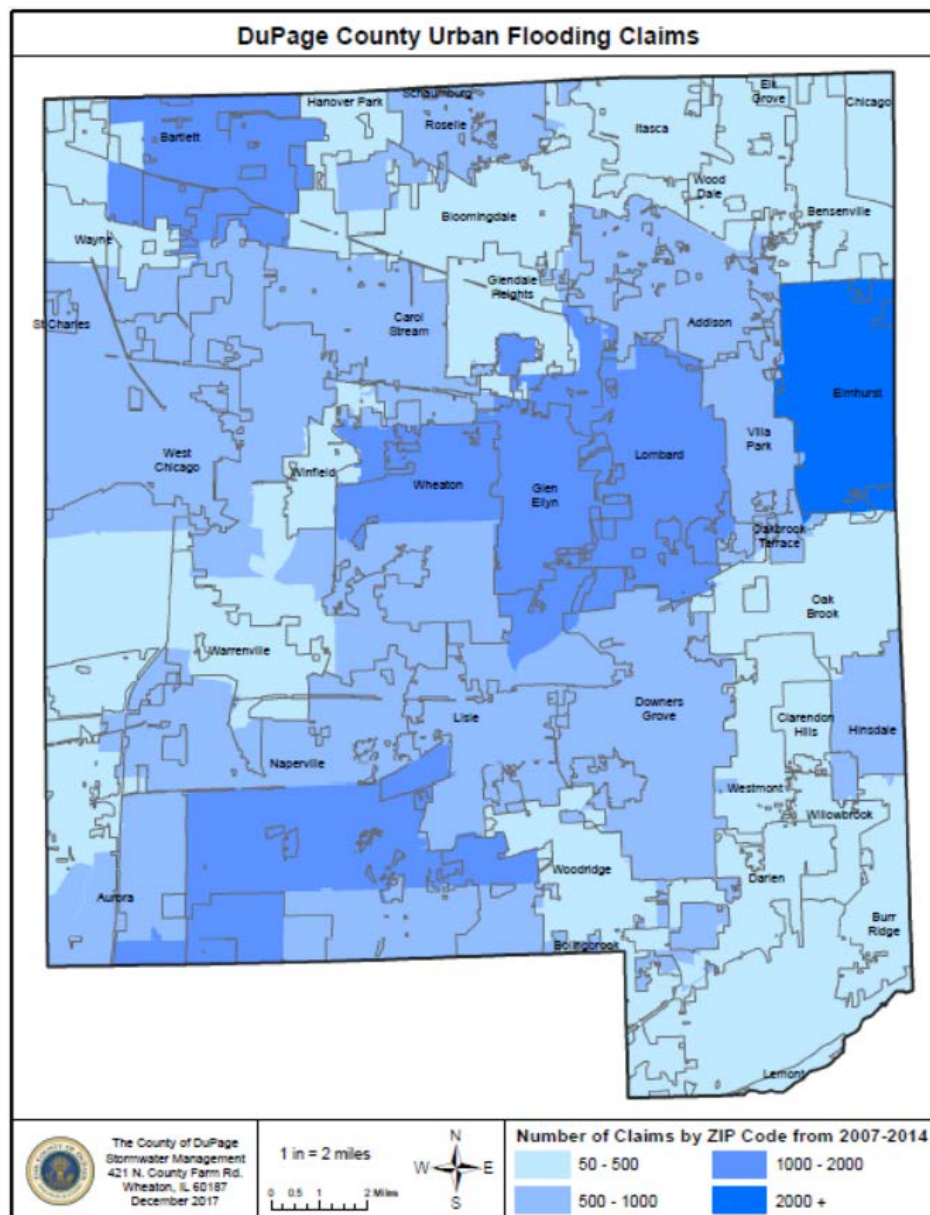 DuPage County Urban Flooding Claims
Schaumburg
Elk
Grove
Hanover Park
Chicago
Roselle
Itasca
Bartlett
Wood
Dale
Bensenville
Bloomingdale
Wayne
Glendale
Heights
St Charles
Carol
Stream
Addison
Elmhurst
Villa
Park
West
Chicago
Winfield
Wheaton
Glen
Ellyn
Lombard
Oakbrook
Terrace
Oak
Brook
Warrenville
Downers
Grove
Lisle
Clarendon
Hills
Hinsdale
Naperville
Westmont
Willowbrook
Woodridge
Darien
Aurora
Burr
Ridge
Bolingbrook
Lemont
The County of DuPage
Stormwater Management
421 N. County Farm Rd.
Wheaton, IL 60187
December 2017
1 in = 2 miles
0 0.5 1 2 Miles
N
W E
S
Number of Claims by ZIP Code from 2007-2014
50 - 500
1000 - 2000
500 - 1000
2000 +